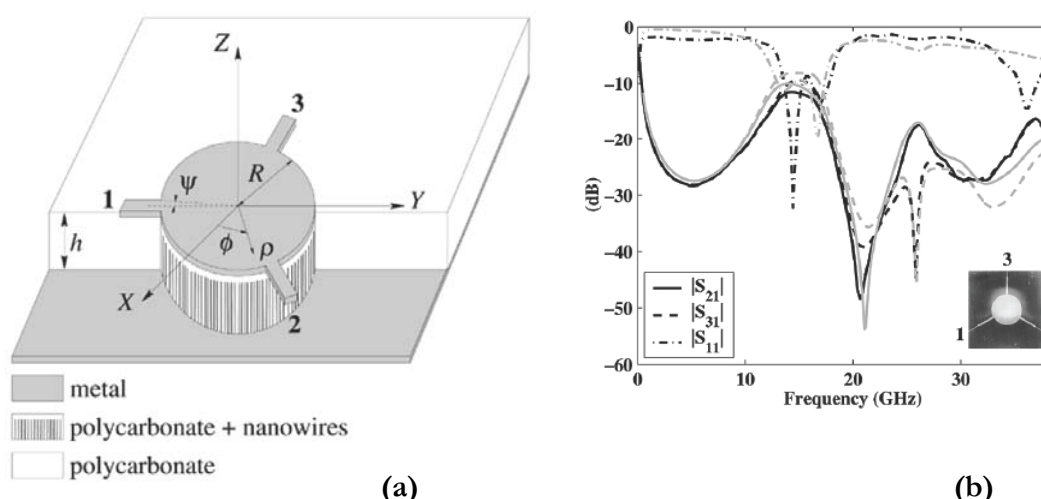 Z
3
R
ψ
1
Y
h
ϕ
ρ
X
2
metal
polycarbonate + nanowires
polycarbonate
(a)
0
−10
−20
−30
−40
−50
−60
(dB)
|S21|
|S31|
|S11|
3
1
0
10
20
30
Frequency (GHz)
(b)